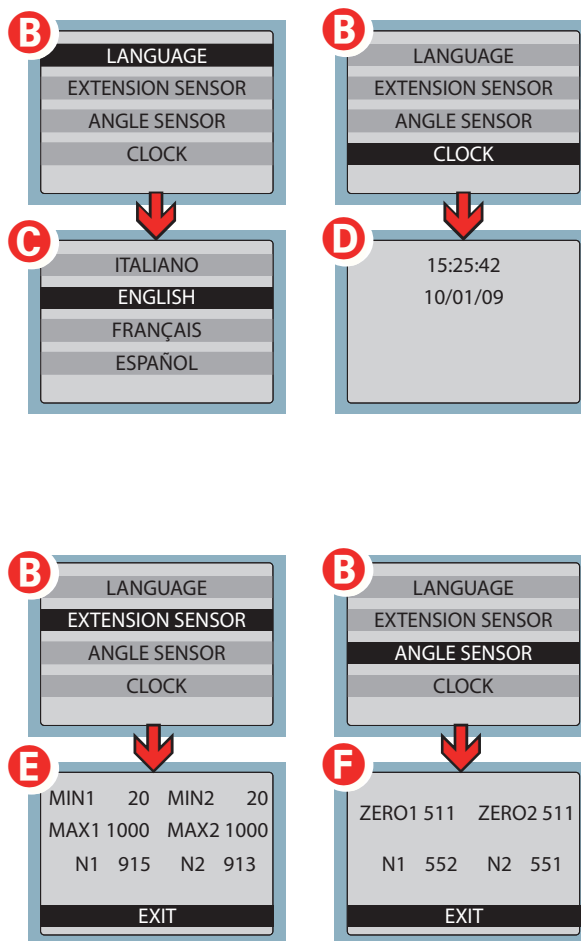 B
LANGUAGE
EXTENSION SENSOR
ANGLE SENSOR
CLOCK
C
ITALIANO
ENGLISH
FRANÇAIS
ESPAÑOL
B
LANGUAGE
EXTENSION SENSOR
ANGLE SENSOR
CLOCK
D
15:25:42
10/01/09
B
LANGUAGE
EXTENSION SENSOR
ANGLE SENSOR
CLOCK
E
MIN1 20 MIN2 20
MAX1 1000 MAX2 1000
N1 915 N2 913
EXIT
B
LANGUAGE
EXTENSION SENSOR
ANGLE SENSOR
CLOCK
F
ZERO1 511 ZERO2 511
N1 552 N2 551
EXIT